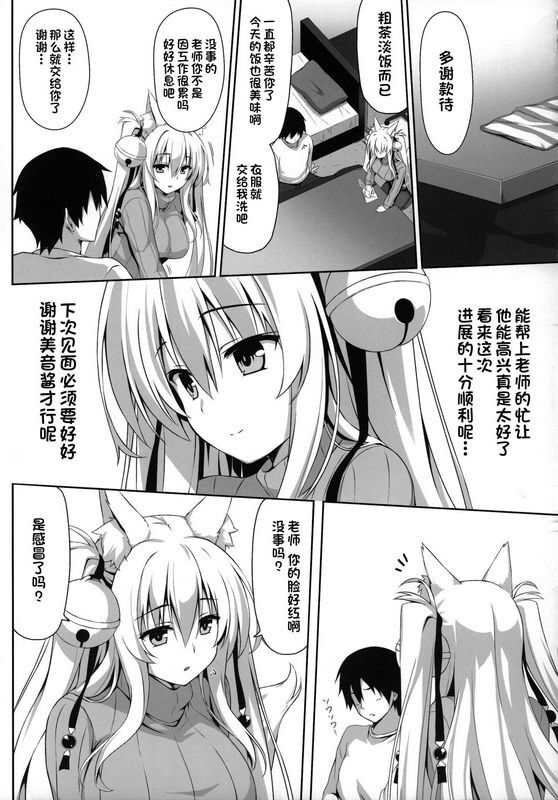 多谢款待
粗茶淡饭而已
一直都辛苦你了
今天的饭也很美味啊
衣服就
交给我洗吧
没事的
老师你不是
因工作很累吗
好好休息吧
这样…
那么就交给你了
谢谢…
能帮上老师的忙让
他能高兴真是太好了
看来这次
进展的十分顺利呢…
下次见面必须要好好
谢谢美音酱才行呢
ソワソワ
老师 你的脸好红啊
没事吗？
是感冒了吗？